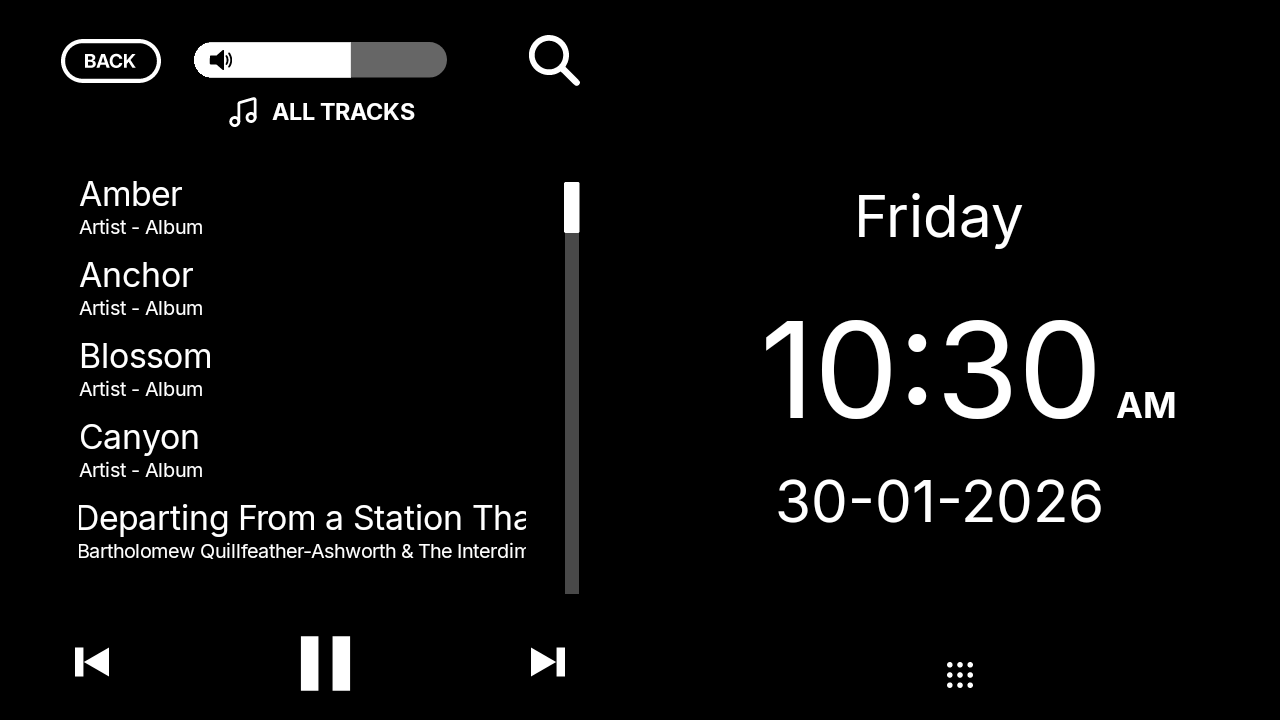 BACK
ALL TRACKS
Amber
Artist - Album
Anchor
Artist - Album
Blossom
Artist - Album
Canyon
Artist - Album
Departing From a Station Tha
Bartholomew Quillfeather-Ashworth & The Interdim
Friday
10:30 AM
30-01-2026